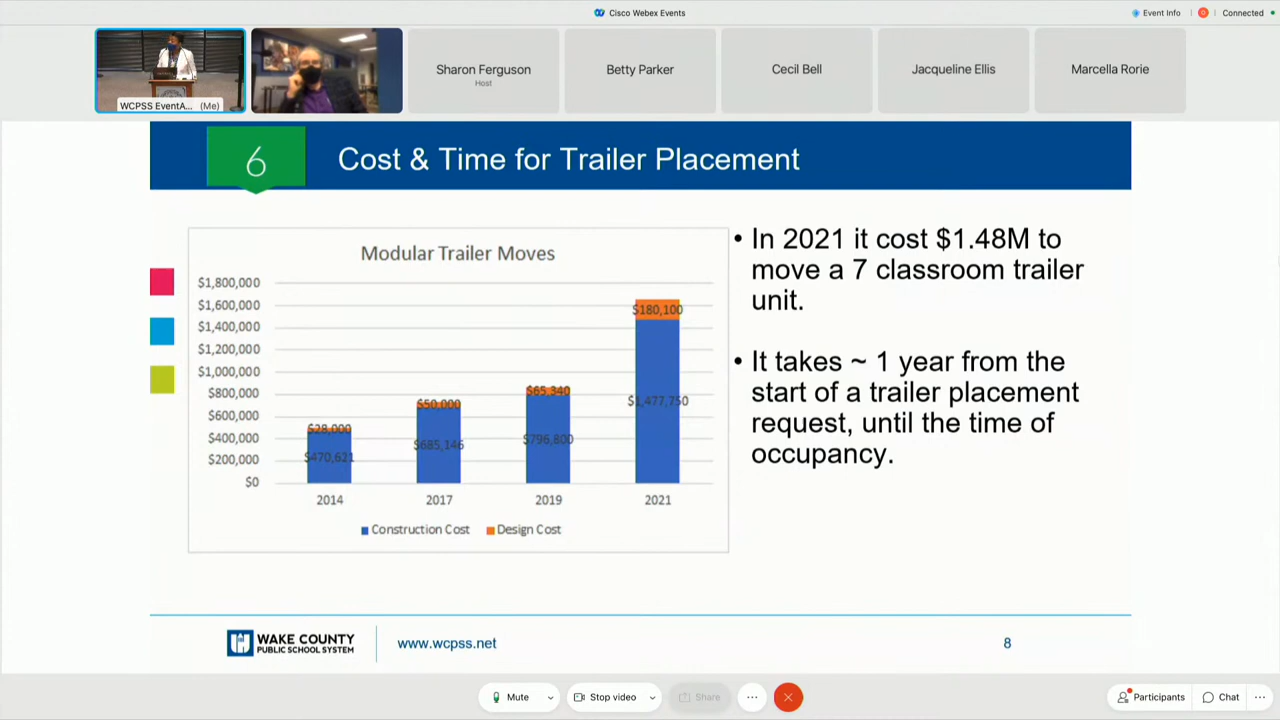 Cisco Webex Events
Event Info
Connected
WCPSS EventA... (Me)
Sharon Ferguson
Host
Betty Parker
Cecil Bell
Jacqueline Ellis
Marcella Rorie
6
Cost & Time for Trailer Placement
Modular Trailer Moves
$1,800,000
$1,600,000
$1,400,000
$1,200,000
$1,000,000
$800,000
$600,000
$400,000
$200,000
$0
$28,000
$470,621
$50,000
$685,146
$65,340
$796,800
$180,100
$1,477,750
2014 2017 2019 2021
Construction Cost Design Cost
• In 2021 it cost $1.48M to
move a 7 classroom trailer
unit.
• It takes ~ 1 year from the
start of a trailer placement
request, until the time of
occupancy.
WAKE COUNTY
PUBLIC SCHOOL SYSTEM
www.wcpss.net
8
Mute
Stop video
Share
Participants
Chat